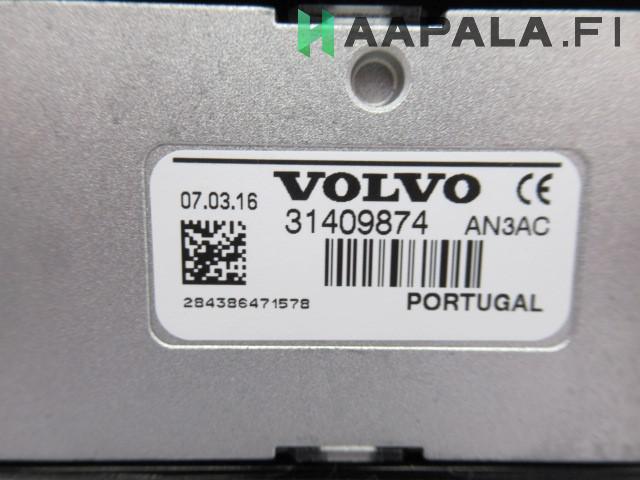 HAAPALA.FI
VOLVO CE
07.03.16 31409874 AN3AC
284386471578 PORTUGAL